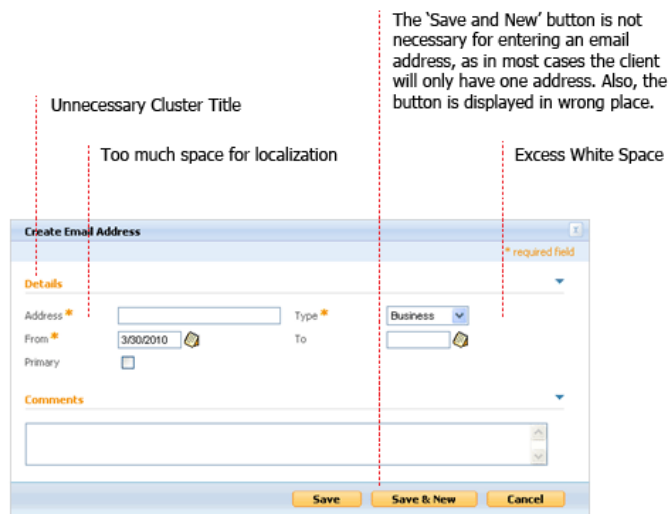 The ‘Save and New’ button is not
necessary for entering an email
address, as in most cases the client
will only have one address. Also, the
button is displayed in wrong place.
Unnecessary Cluster Title
Too much space for localization
Excess White Space
Create Email Address
x
* required field
Details
Address *
Type *
Business
From *
3/30/2010
To
Primary
Comments
Save
Save & New
Cancel